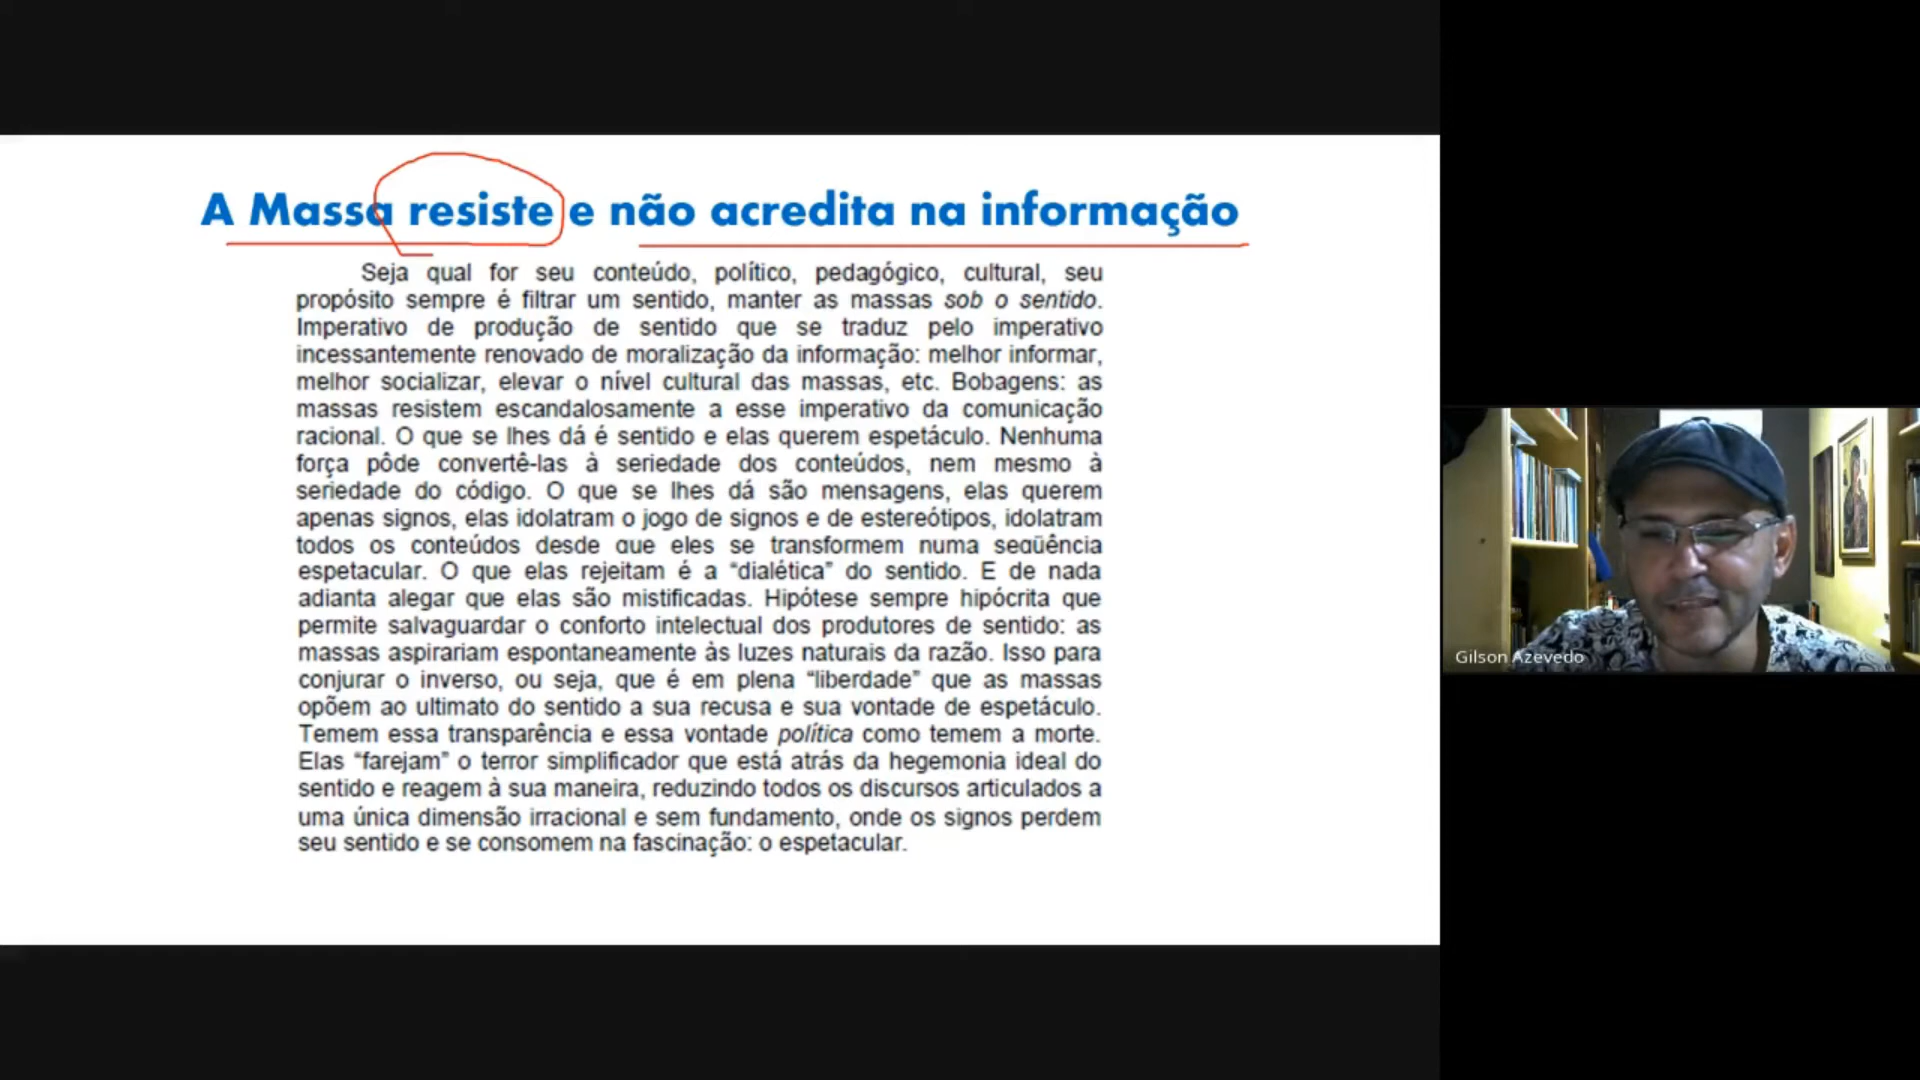 A Massa resiste e não acredita na informação
Seja qual for seu conteúdo, político, pedagógico, cultural, seu
propósito sempre é filtrar um sentido, manter as massas sob o sentido.
Imperativo de produção de sentido que se traduz pelo imperativo
incessantemente renovado de moralização da informação: melhor informar,
melhor socializar, elevar o nível cultural das massas, etc. Bobagens: as
massas resistem escandalosamente a esse imperativo da comunicação
racional. O que se lhes dá é sentido e elas querem espetáculo. Nenhuma
força pôde convertê-las à seriedade dos conteúdos, nem mesmo à
seriedade do código. O que se lhes dá são mensagens, elas querem
apenas signos, elas idolatram o jogo de signos e de estereótipos, idolatram
todos os conteúdos desde que eles se transformem numa seqüência
espetacular. O que elas rejeitam é a “dialética” do sentido. E de nada
adianta alegar que elas são mistificadas. Hipótese sempre hipócrita que
permite salvaguardar o conforto intelectual dos produtores de sentido: as
massas aspirariam espontaneamente às luzes naturais da razão. Isso para
conjurar o inverso, ou seja, que é em plena “liberdade” que as massas
opõem ao ultimato do sentido a sua recusa e sua vontade de espetáculo.
Temem essa transparência e essa vontade política como temem a morte.
Elas “farejam” o terror simplificador que está atrás da hegemonia ideal do
sentido e reagem à sua maneira, reduzindo todos os discursos articulados a
uma única dimensão irracional e sem fundamento, onde os signos perdem
seu sentido e se consomem na fascinação: o espetacular.
Gilson Azevedo